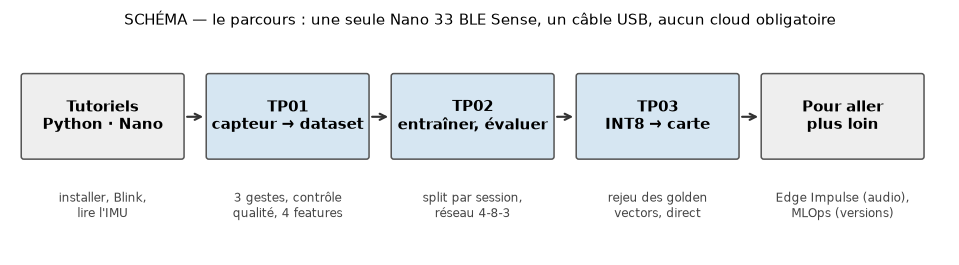 SCHÉMA — le parcours : une seule Nano 33 BLE Sense, un câble USB, aucun cloud obligatoire
Tutoriels
Python · Nano
TP01
capteur → dataset
TP02
entraîner, évaluer
TP03
INT8 → carte
Pour aller
plus loin
installer, Blink,
lire l'IMU
3 gestes, contrôle
qualité, 4 features
split par session,
réseau 4-8-3
rejeu des golden
vectors, direct
Edge Impulse (audio),
MLOps (versions)